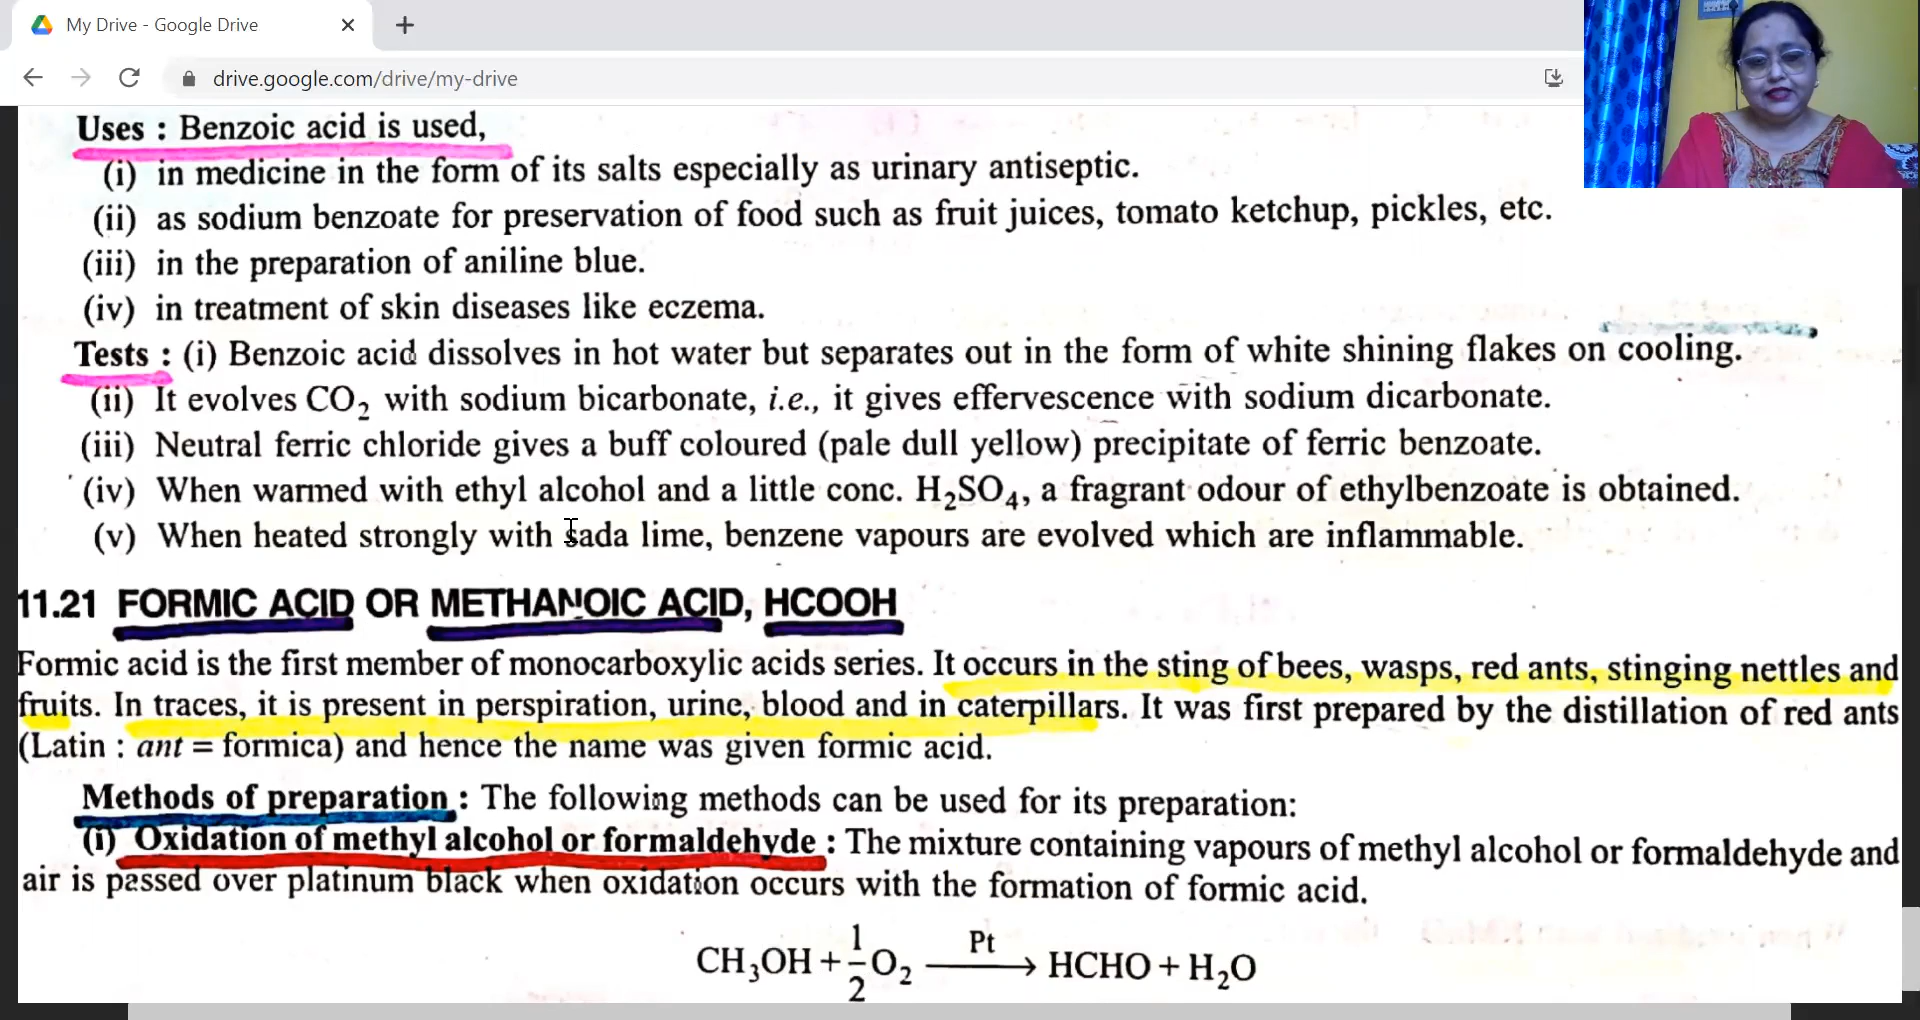 My Drive - Google Drive
drive.google.com/drive/my-drive
Uses : Benzoic acid is used,
(i) in medicine in the form of its salts especially as urinary antiseptic.
(ii) as sodium benzoate for preservation of food such as fruit juices, tomato ketchup, pickles, etc.
(iii) in the preparation of aniline blue.
(iv) in treatment of skin diseases like eczema.
Tests : (i) Benzoic acid dissolves in hot water but separates out in the form of white shining flakes on cooling.
(ii) It evolves CO₂ with sodium bicarbonate, i.e., it gives effervescence with sodium dicarbonate.
(iii) Neutral ferric chloride gives a buff coloured (pale dull yellow) precipitate of ferric benzoate.
(iv) When warmed with ethyl alcohol and a little conc. H₂SO₄, a fragrant odour of ethylbenzoate is obtained.
(v) When heated strongly with sada lime, benzene vapours are evolved which are inflammable.
11.21 FORMIC ACID OR METHANOIC ACID, HCOOH
Formic acid is the first member of monocarboxylic acids series. It occurs in the sting of bees, wasps, red ants, stinging nettles and
fruits. In traces, it is present in perspiration, urine, blood and in caterpillars. It was first prepared by the distillation of red ants
(Latin : ant = formica) and hence the name was given formic acid.
Methods of preparation : The following methods can be used for its preparation:
(i) Oxidation of methyl alcohol or formaldehyde : The mixture containing vapours of methyl alcohol or formaldehyde and
air is passed over platinum black when oxidation occurs with the formation of formic acid.
CH₃OH + 1/2 O₂ —Pt→ HCHO + H₂O